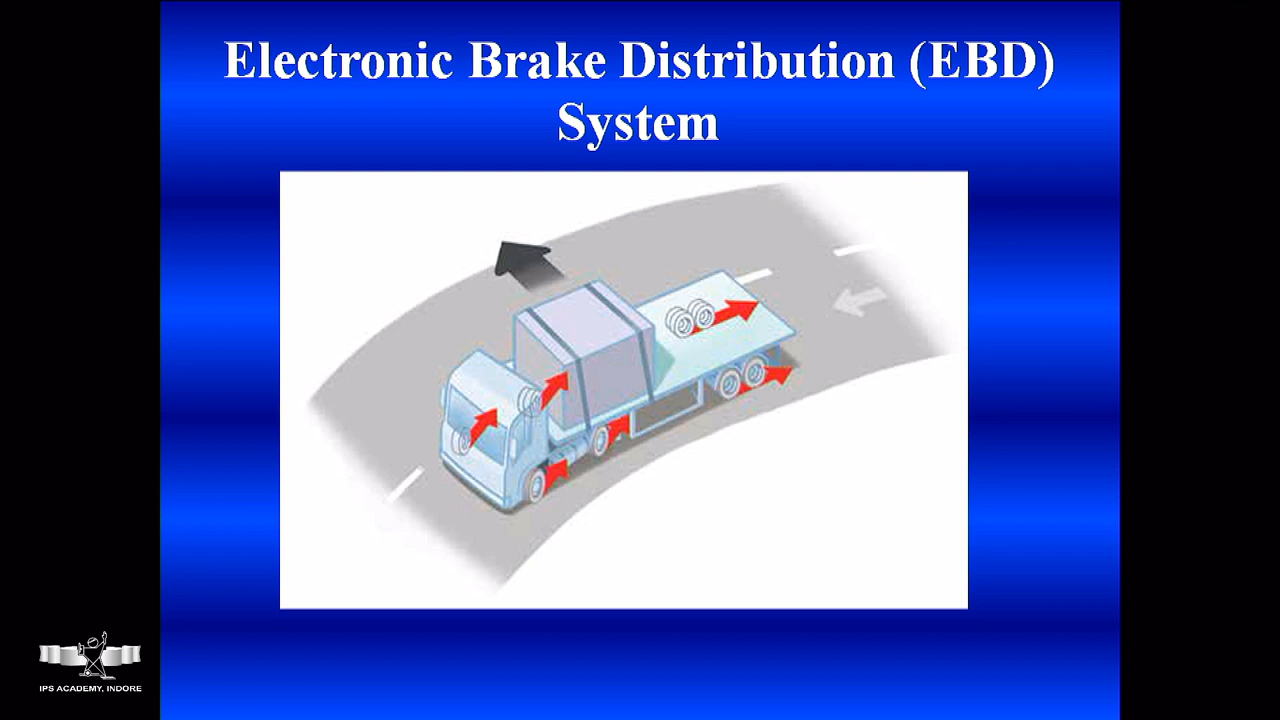 Electronic Brake Distribution (EBD)
System
IPS ACADEMY, INDORE